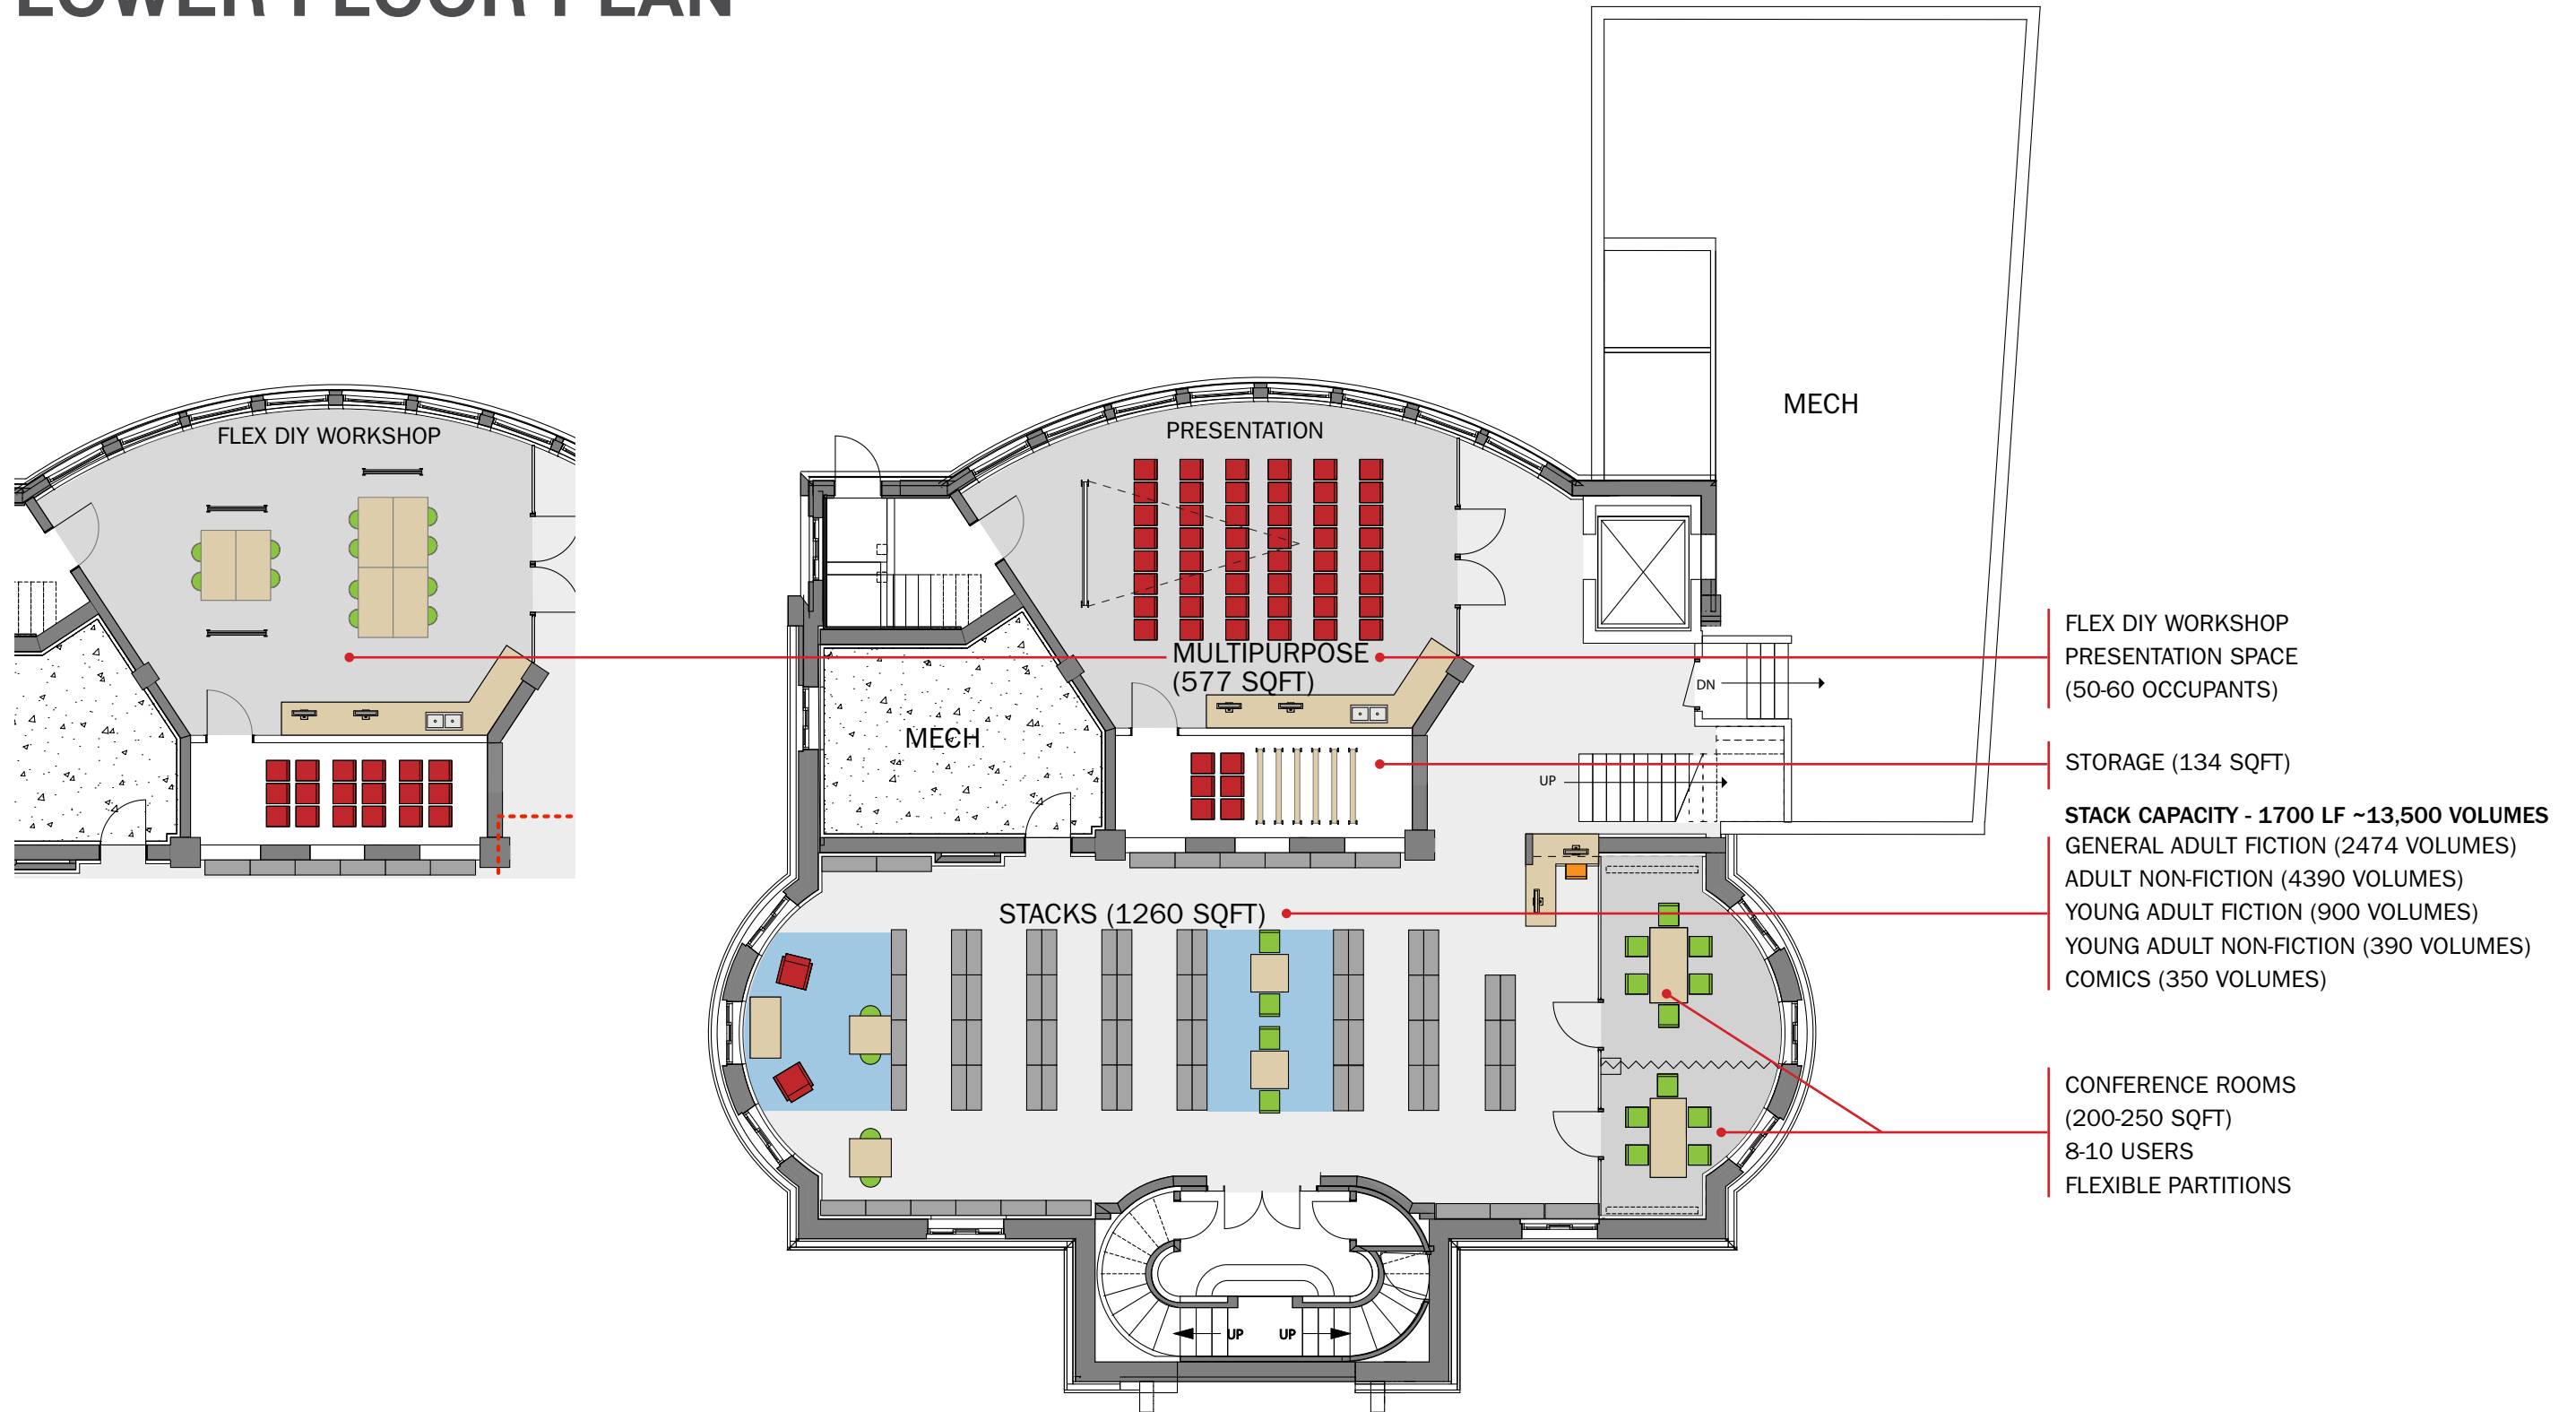 LOWER FLOOR PLAN
MECH
FLEX DIY WORKSHOP
PRESENTATION
MULTIPURPOSE
(577 SQFT)
MECH
DN
UP
STACKS (1260 SQFT)
UP
UP
FLEX DIY WORKSHOP
PRESENTATION SPACE
(50-60 OCCUPANTS)
STORAGE (134 SQFT)
STACK CAPACITY - 1700 LF ~13,500 VOLUMES
GENERAL ADULT FICTION (2474 VOLUMES)
ADULT NON-FICTION (4390 VOLUMES)
YOUNG ADULT FICTION (900 VOLUMES)
YOUNG ADULT NON-FICTION (390 VOLUMES)
COMICS (350 VOLUMES)
CONFERENCE ROOMS
(200-250 SQFT)
8-10 USERS
FLEXIBLE PARTITIONS